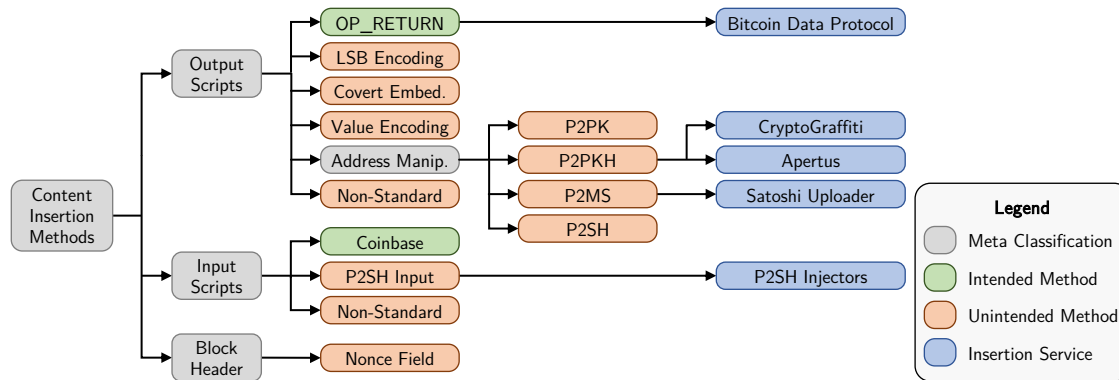 OP_RETURN
Bitcoin Data Protocol
Output
Scripts
LSB Encoding
Covert Embed.
Value Encoding
P2PK
CryptoGraffiti
Address Manip.
P2PKH
Apertus
Non-Standard
P2MS
Satoshi Uploader
P2SH
Content
Insertion
Methods
Coinbase
Input
Scripts
P2SH Input
P2SH Injectors
Non-Standard
Block
Header
Nonce Field
Legend
Meta Classification
Intended Method
Unintended Method
Insertion Service